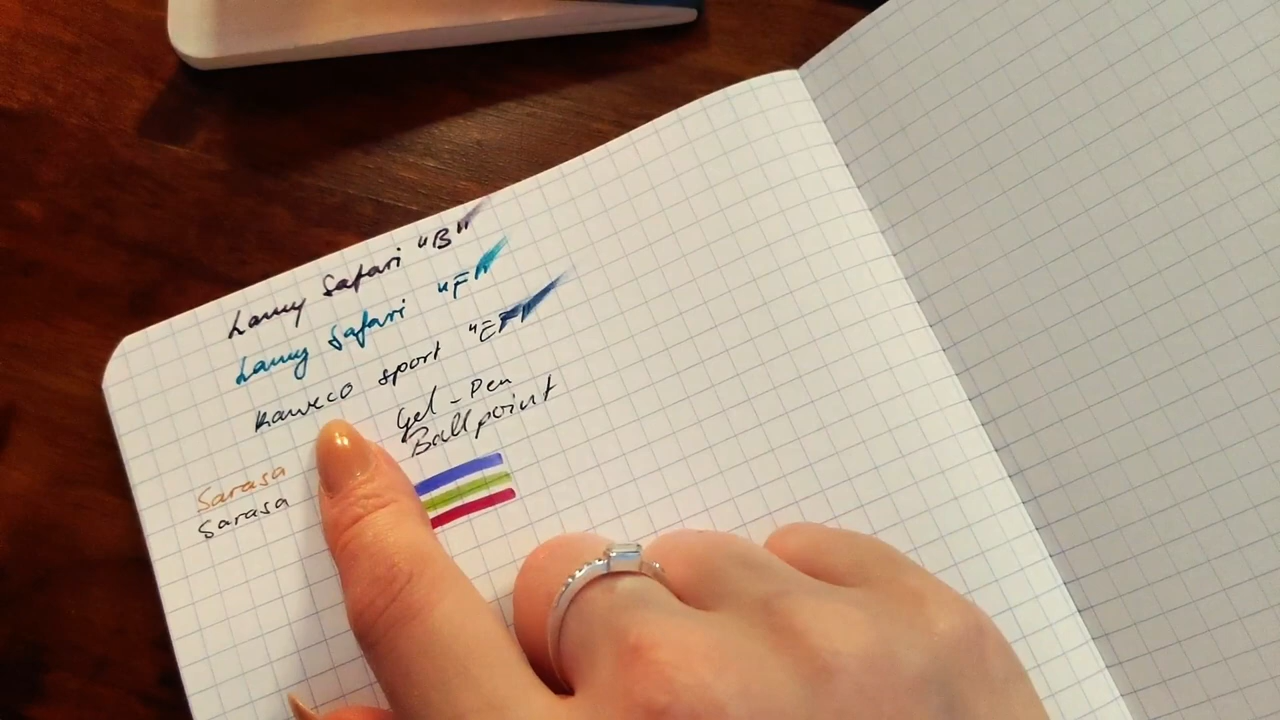 Lamy Safari "B"
Lamy Safari "F"
Kaweco sport "EF"
Gel-Pen
Ballpoint
Sarasa
Sarasa